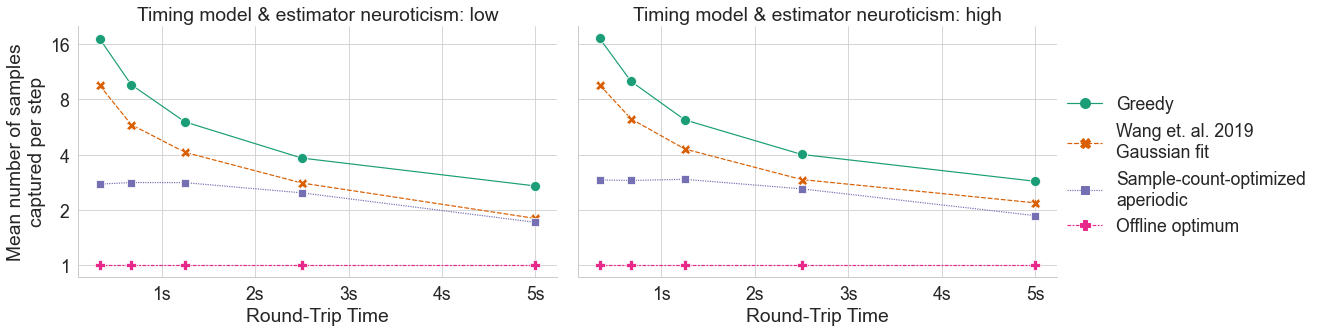 Timing model & estimator neuroticism: low
Timing model & estimator neuroticism: high
Mean number of samples
captured per step
16
8
4
2
1
1s
2s
3s
4s
5s
1s
2s
3s
4s
5s
Round-Trip Time
Round-Trip Time
Greedy
Wang et. al. 2019
Gaussian fit
Sample-count-optimized
aperiodic
Offline optimum